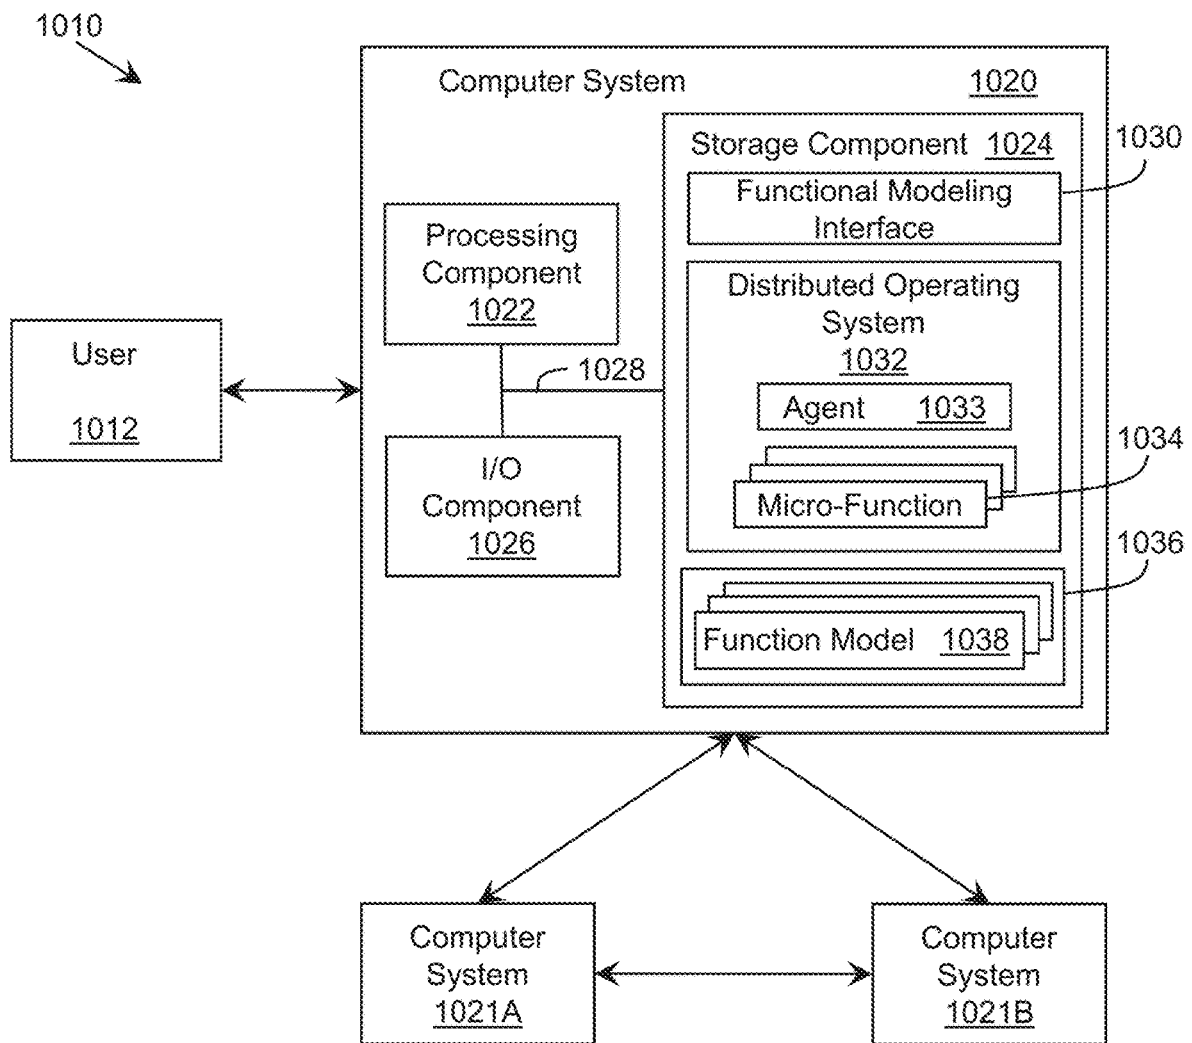 1010
Computer System 1020
Storage Component 1024
1030
Functional Modeling
Interface
Processing
Component
1022
Distributed Operating
System
1032
User
1012
1028
Agent 1033
1034
I/O
Component
1026
Micro-Function
1036
Function Model 1038
Computer
System
1021A
Computer
System
1021B